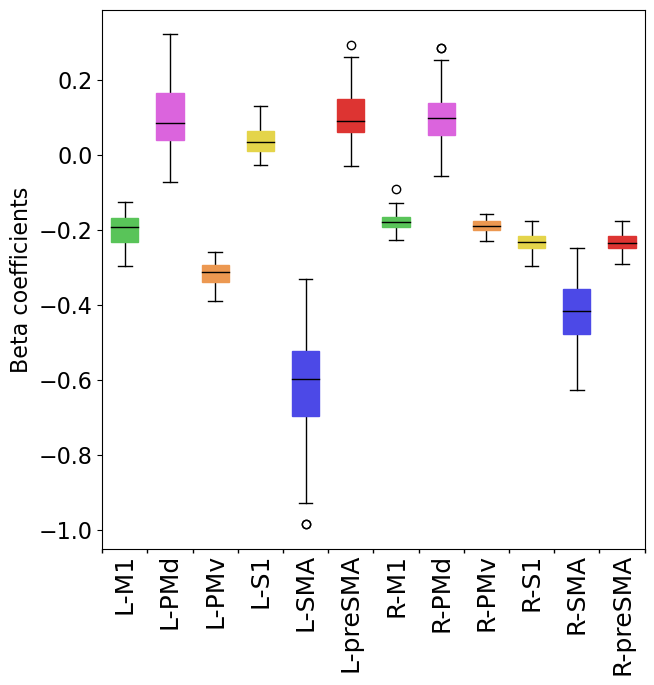 Beta coefficients
0.2
0.0
−0.2
−0.4
−0.6
−0.8
−1.0
L-M1
L-PMd
L-PMv
L-S1
L-SMA
L-preSMA
R-M1
R-PMd
R-PMv
R-S1
R-SMA
R-preSMA